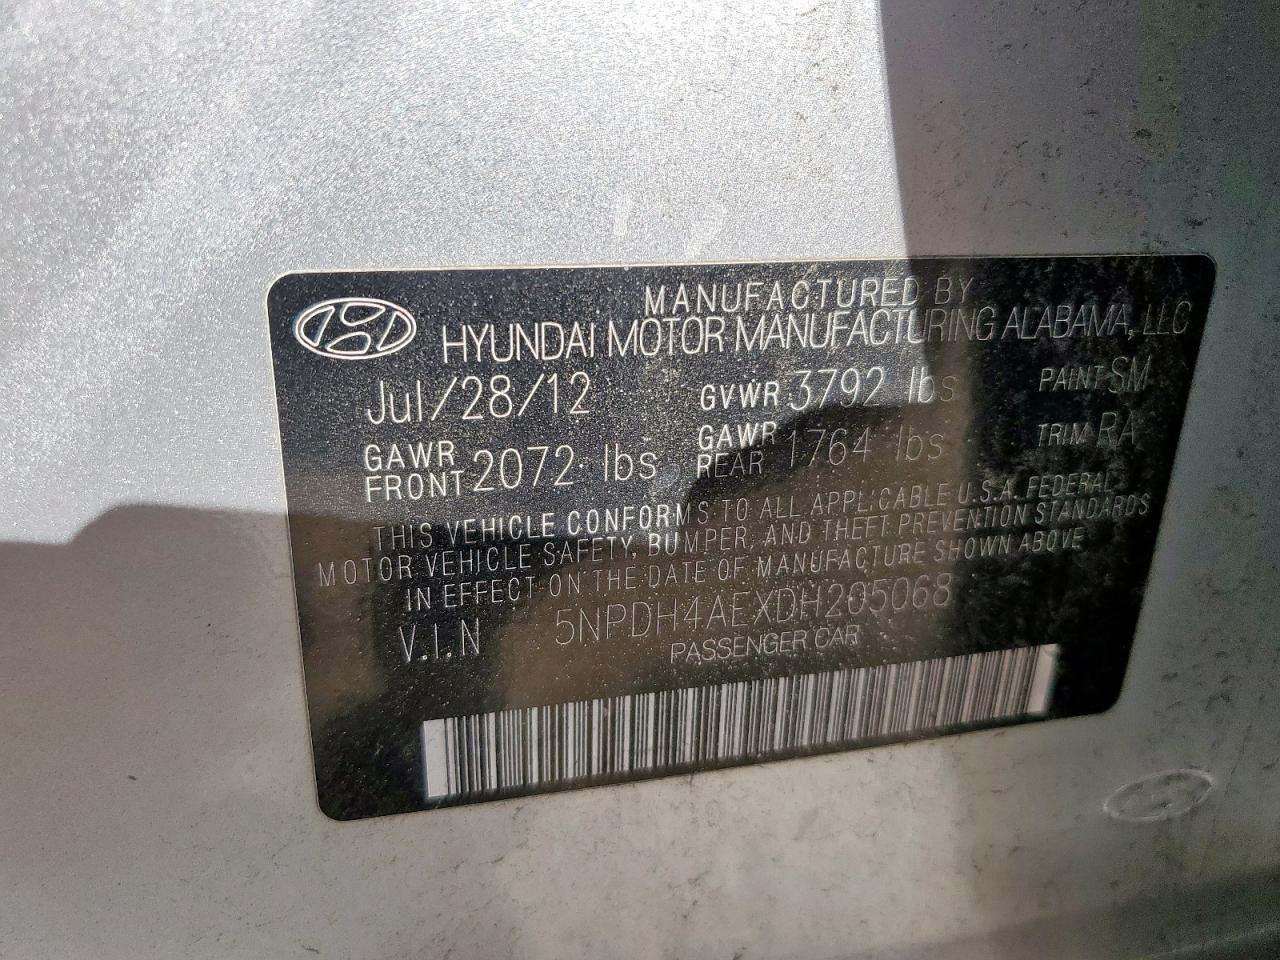 MANUFACTURED BY
HYUNDAI MOTOR MANUFACTURING ALABAMA, LLC
Jul/28/12 GVWR 3792 lbs PAINT SM
GAWR FRONT 2072 lbs GAWR REAR 1764 lbs TRIM RA
THIS VEHICLE CONFORMS TO ALL APPLICABLE U.S.A. FEDERAL
MOTOR VEHICLE SAFETY, BUMPER, AND THEFT PREVENTION STANDARDS
IN EFFECT ON THE DATE OF MANUFACTURE SHOWN ABOVE
V.I.N 5NPDH4AEXDH205068
PASSENGER CAR